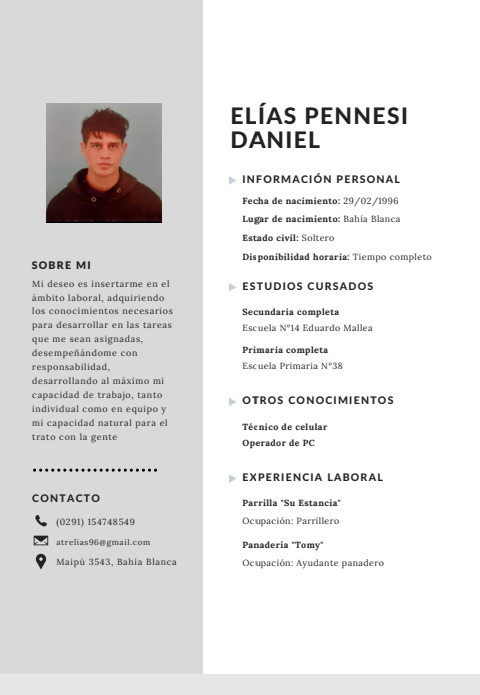 SOBRE MI
Mi deseo es insertarme en el
ámbito laboral, adquiriendo
los conocimientos necesarios
para desarrollar en las tareas
que me sean asignadas,
desempeñándome con
responsabilidad,
desarrollando al máximo mi
capacidad de trabajo, tanto
individual como en equipo y
mi capacidad natural para el
trato con la gente
CONTACTO
(0291) 154748549
atrelias96@gmail.com
Maipú 3543, Bahía Blanca
ELÍAS PENNESI
DANIEL
INFORMACIÓN PERSONAL
Fecha de nacimiento: 29/02/1996
Lugar de nacimiento: Bahía Blanca
Estado civil: Soltero
Disponibilidad horaria: Tiempo completo
ESTUDIOS CURSADOS
Secundaria completa
Escuela Nº14 Eduardo Mallea
Primaria completa
Escuela Primaria Nº38
OTROS CONOCIMIENTOS
Técnico de celular
Operador de PC
EXPERIENCIA LABORAL
Parrilla "Su Estancia"
Ocupación: Parrillero
Panadería "Tomy"
Ocupación: Ayudante panadero